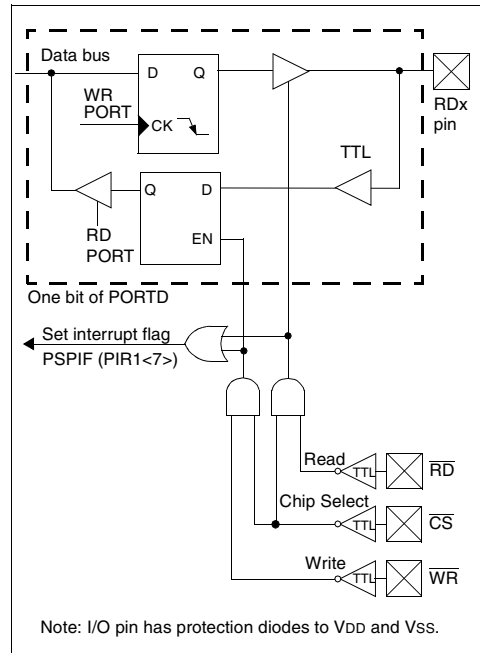 Data bus
D Q
WR
PORT
CK
RDx
pin
TTL
Q D
EN
RD
PORT
One bit of PORTD
Set interrupt flag
PSPIF (PIR1<7>)
Read
TTL
RD
Chip Select
TTL
CS
Write
TTL
WR
Note: I/O pin has protection diodes to VDD and VSS.